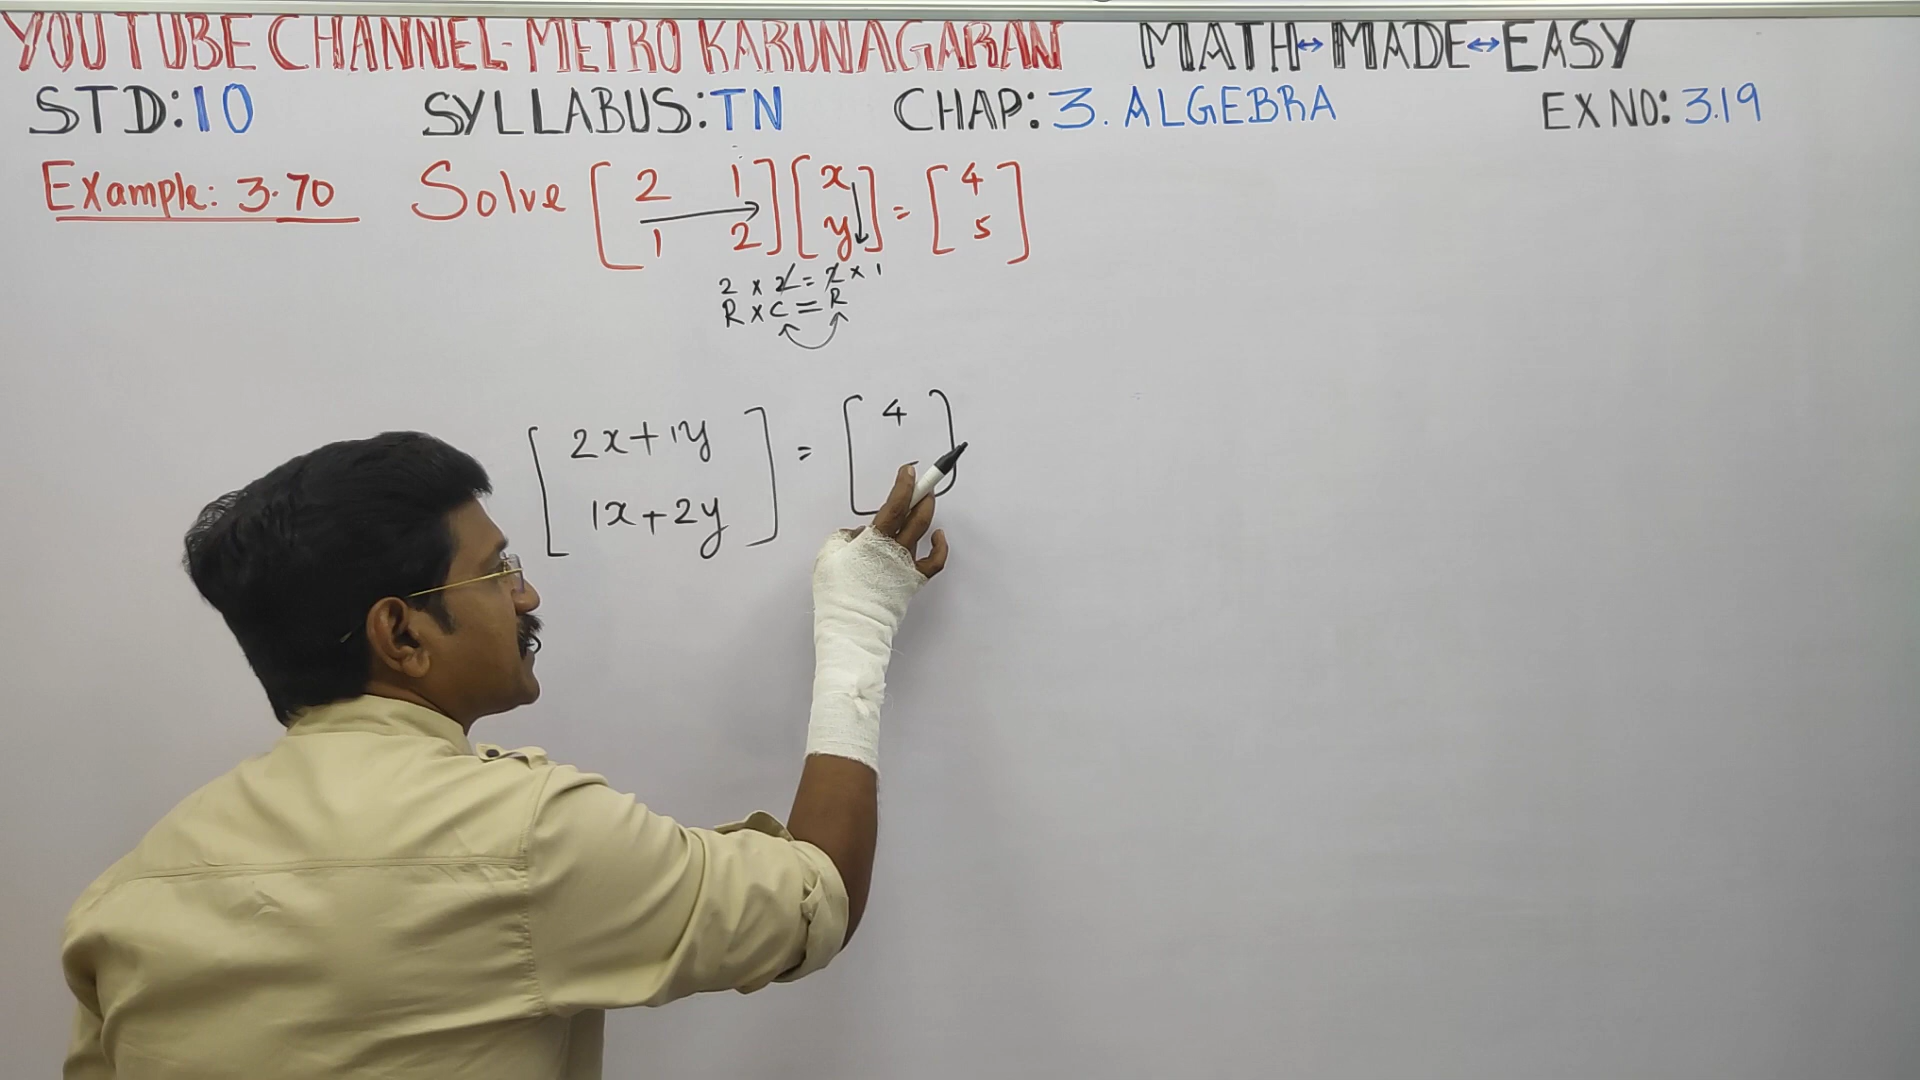 YOUTUBE CHANNEL-METRO KARUNAGARAN MATH↔MADE↔EASY
STD:10 SYLLABUS:TN CHAP: 3. ALGEBRA EX NO: 3.19
Example: 3.70 Solve [2 1; 1 2][x; y] = [4; 5]
2 x 2 = 2 x 1
R x C = R
[2x+1y; 1x+2y] = [4; ]